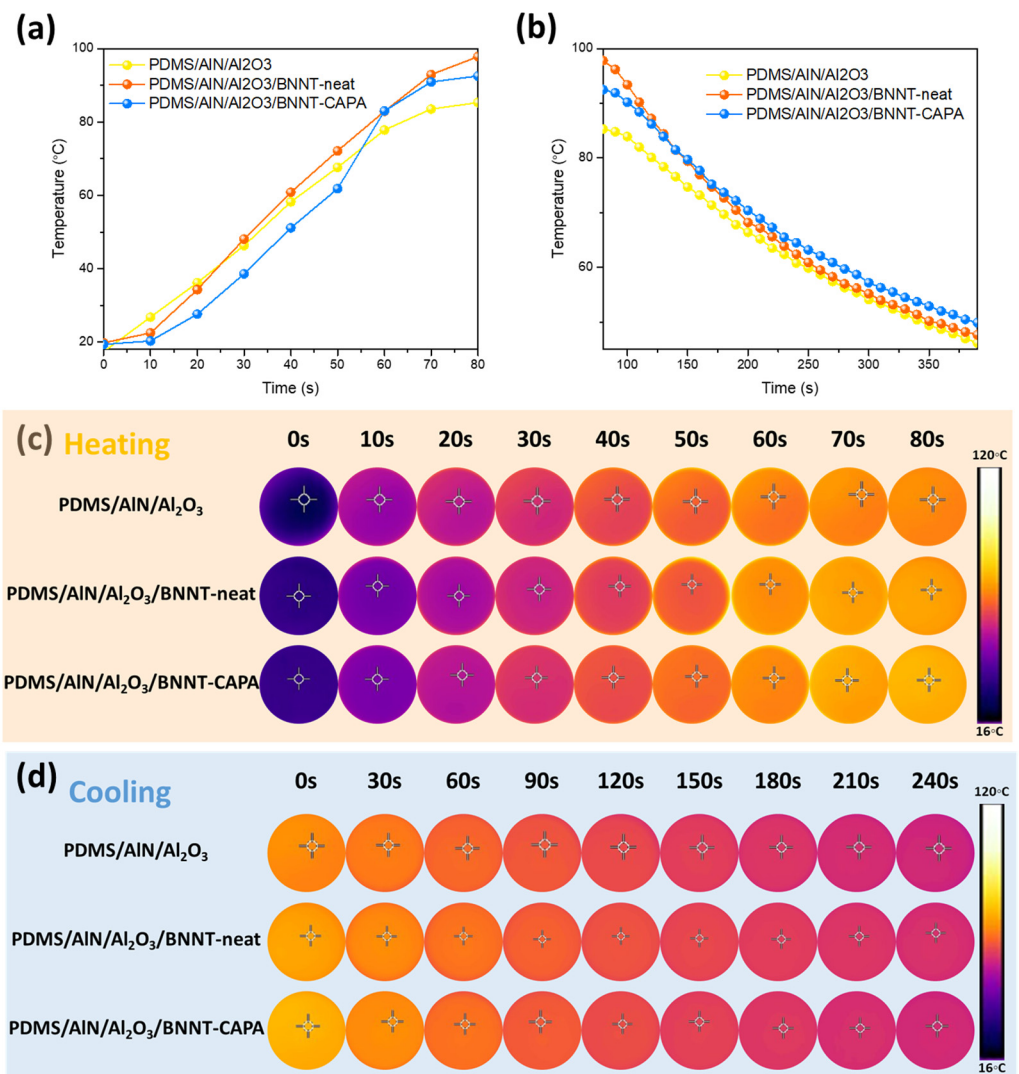 (a)
100
80
60
40
20
0 10 20 30 40 50 60 70 80
Temperature (°C)
Time (s)
PDMS/AlN/Al2O3
PDMS/AlN/Al2O3/BNNT-neat
PDMS/AlN/Al2O3/BNNT-CAPA
(b)
100
80
60
100 150 200 250 300 350
Temperature (°C)
Time (s)
PDMS/AlN/Al2O3
PDMS/AlN/Al2O3/BNNT-neat
PDMS/AlN/Al2O3/BNNT-CAPA
(c) Heating
0s 10s 20s 30s 40s 50s 60s 70s 80s
120°C
PDMS/AlN/Al₂O₃
PDMS/AlN/Al₂O₃/BNNT-neat
PDMS/AlN/Al₂O₃/BNNT-CAPA
16°C
(d) Cooling
0s 30s 60s 90s 120s 150s 180s 210s 240s
120°C
PDMS/AlN/Al₂O₃
PDMS/AlN/Al₂O₃/BNNT-neat
PDMS/AlN/Al₂O₃/BNNT-CAPA
16°C